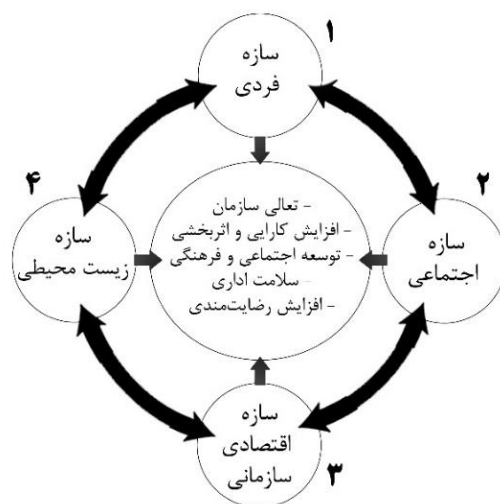 ۱
سازه
فردی
۲
سازه
اجتماعی
۳
سازه
اقتصادی
سازمانی
۴
سازه
زیست محیطی
- تعالی سازمان
- افزایش کارایی و اثربخشی
- توسعه اجتماعی و فرهنگی
- سلامت اداری
- افزایش رضایت‌مندی